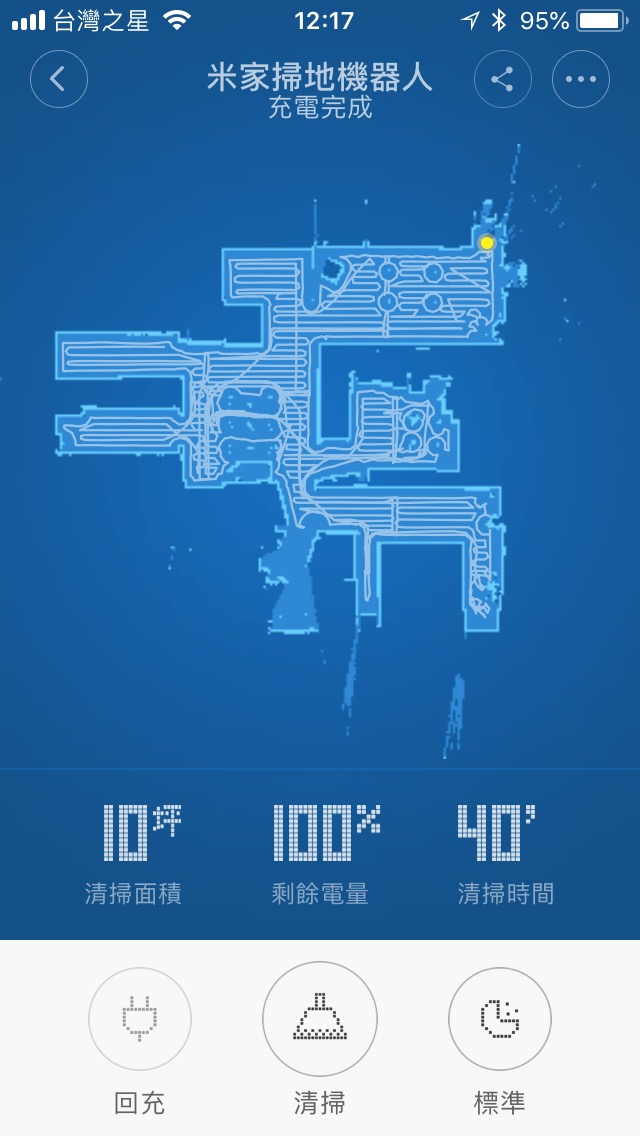 台灣之星 12:17 95%
米家掃地機器人
充電完成
10坪 100% 40'
清掃面積 剩餘電量 清掃時間
回充 清掃 標準